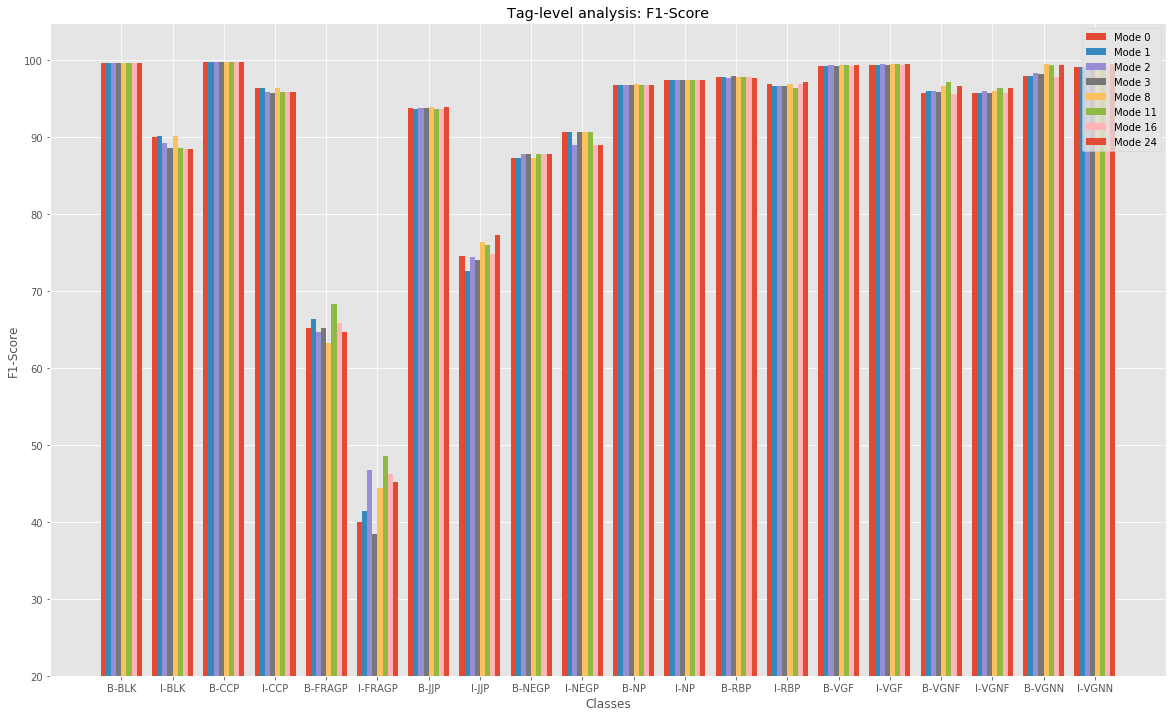 Tag-level analysis: F1-Score
Mode 0
Mode 1
Mode 2
Mode 3
Mode 8
Mode 11
Mode 16
Mode 24
100
90
80
70
60
50
40
30
20
F1-Score
B-BLK I-BLK B-CCP I-CCP B-FRAGP I-FRAGP B-JJP I-JJP B-NEGP I-NEGP B-NP I-NP B-RBP I-RBP B-VGF I-VGF B-VGNF I-VGNF B-VGNN I-VGNN
Classes